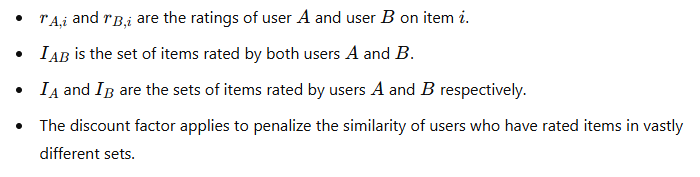 • r_{A,i} and r_{B,i} are the ratings of user A and user B on item i.
• I_{AB} is the set of items rated by both users A and B.
• I_A and I_B are the sets of items rated by users A and B respectively.
• The discount factor applies to penalize the similarity of users who have rated items in vastly
different sets.